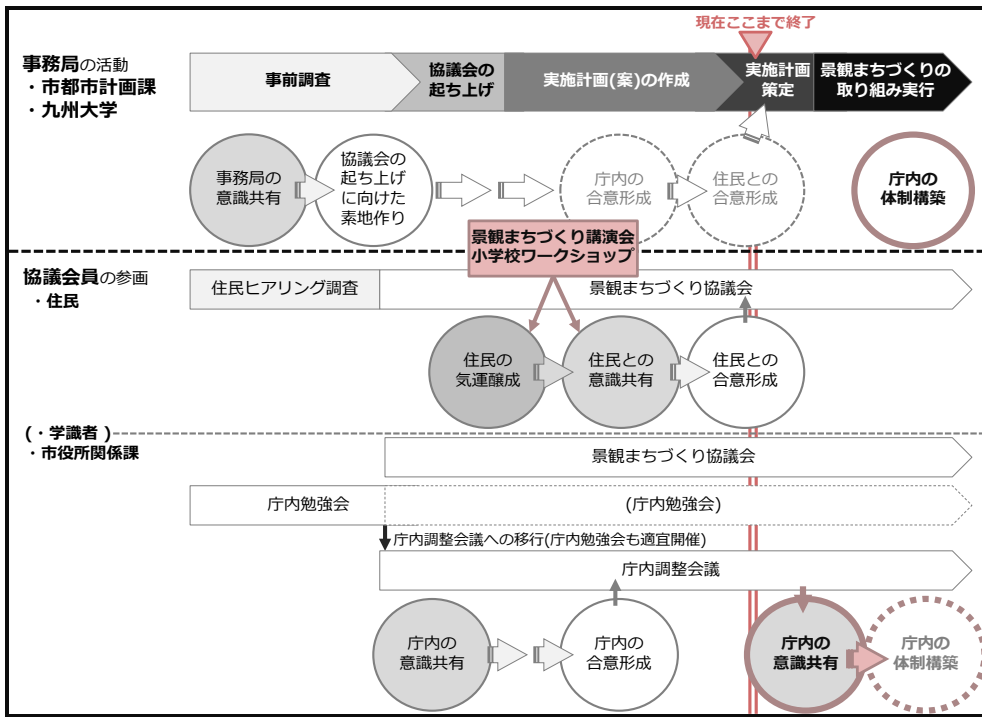 現在ここまで終了
事務局の活動
・市都市計画課
・九州大学
事前調査
協議会の
起ち上げ
実施計画(案)の作成
実施計画
策定
景観まちづくりの
取り組み実行
事務局の
意識共有
協議会の
起ち上げ
に向けた
素地作り
庁内の
合意形成
住民との
合意形成
庁内の
体制構築
景観まちづくり講演会
小学校ワークショップ
協議会員の参画
・住民
住民ヒアリング調査
景観まちづくり協議会
住民の
気運醸成
住民との
意識共有
住民との
合意形成
(・学識者)
・市役所関係課
景観まちづくり協議会
庁内勉強会
(庁内勉強会)
庁内調整会議への移行(庁内勉強会も適宜開催)
庁内調整会議
庁内の
意識共有
庁内の
合意形成
庁内の
意識共有
庁内の
体制構築